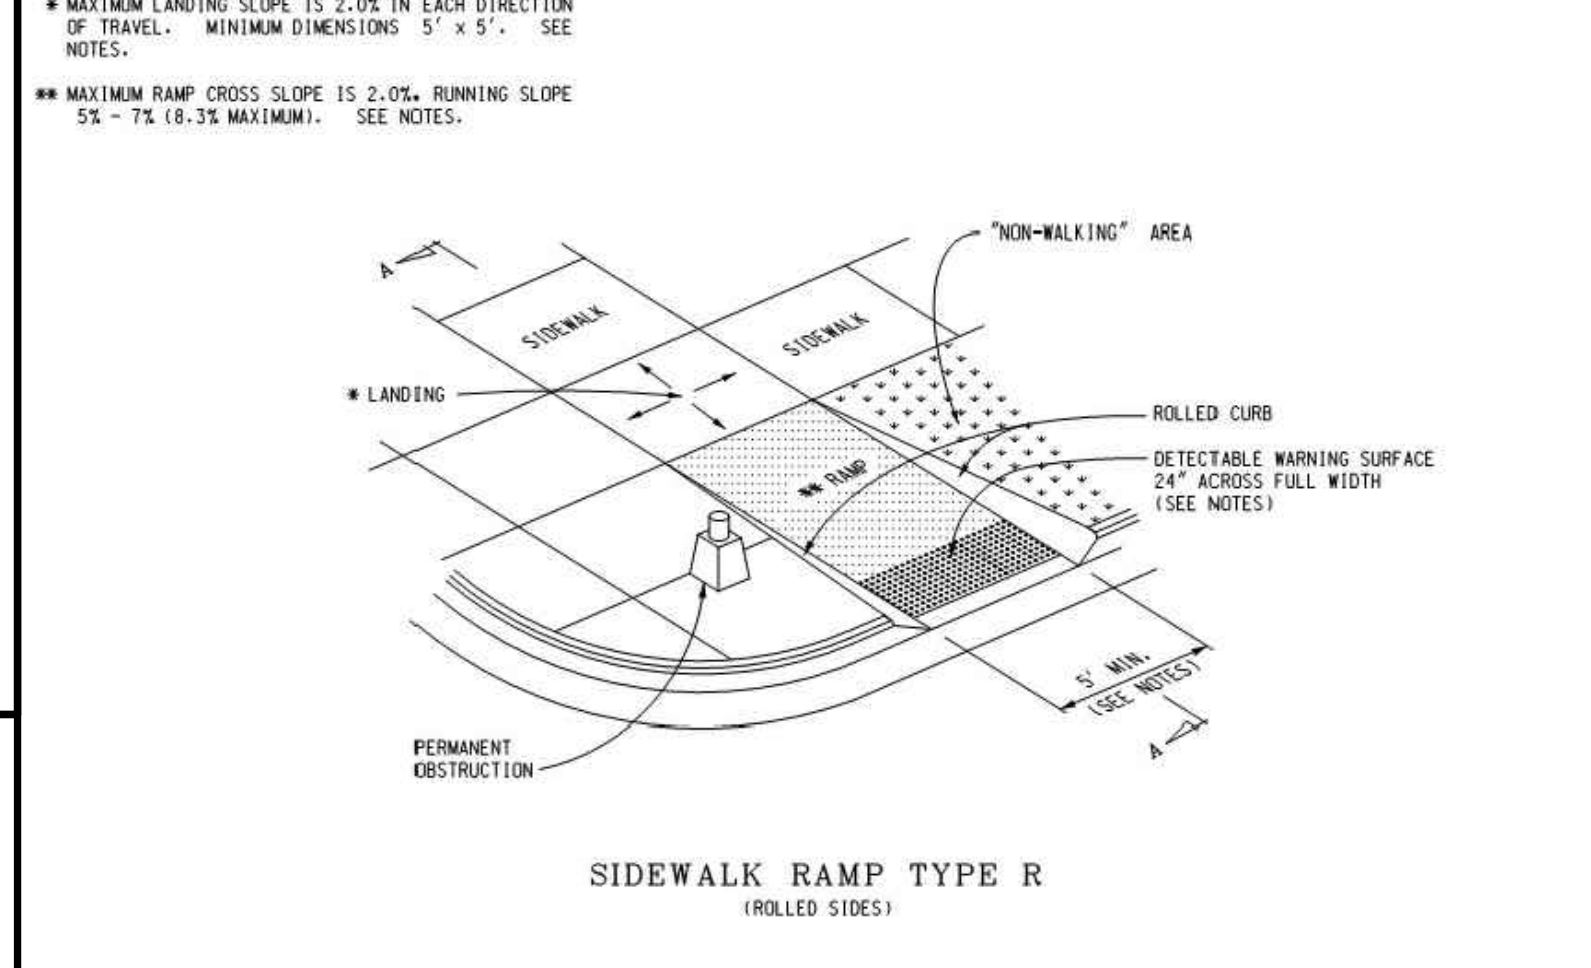 * MAXIMUM LANDING SLOPE IS 2.0% IN EACH DIRECTION
OF TRAVEL. MINIMUM DIMENSIONS 5' x 5'. SEE
NOTES.
** MAXIMUM RAMP CROSS SLOPE IS 2.0%. RUNNING SLOPE
5% - 7% (8.3% MAXIMUM). SEE NOTES.
"NON-WALKING" AREA
A
SIDEWALK
SIDEWALK
* LANDING
ROLLED CURB
DETECTABLE WARNING SURFACE
24" ACROSS FULL WIDTH
(SEE NOTES)
** RAMP
5' MIN.
(SEE NOTES)
A
PERMANENT
OBSTRUCTION
SIDEWALK RAMP TYPE R
(ROLLED SIDES)